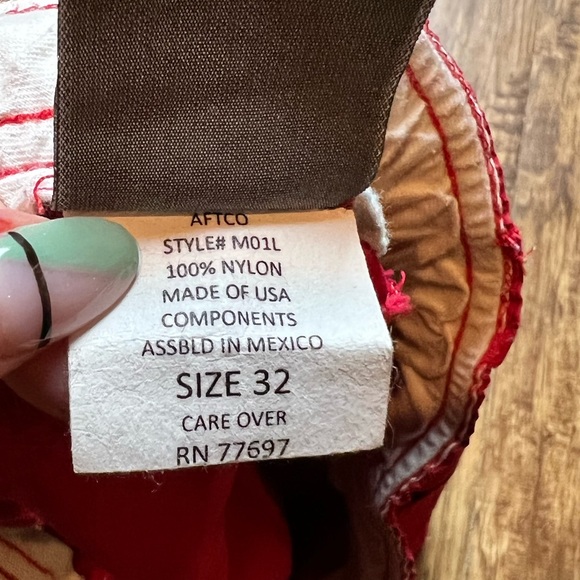 AFTCO
STYLE# M01L
100% NYLON
MADE OF USA
COMPONENTS
ASSBLD IN MEXICO
SIZE 32
CARE OVER
RN 77697